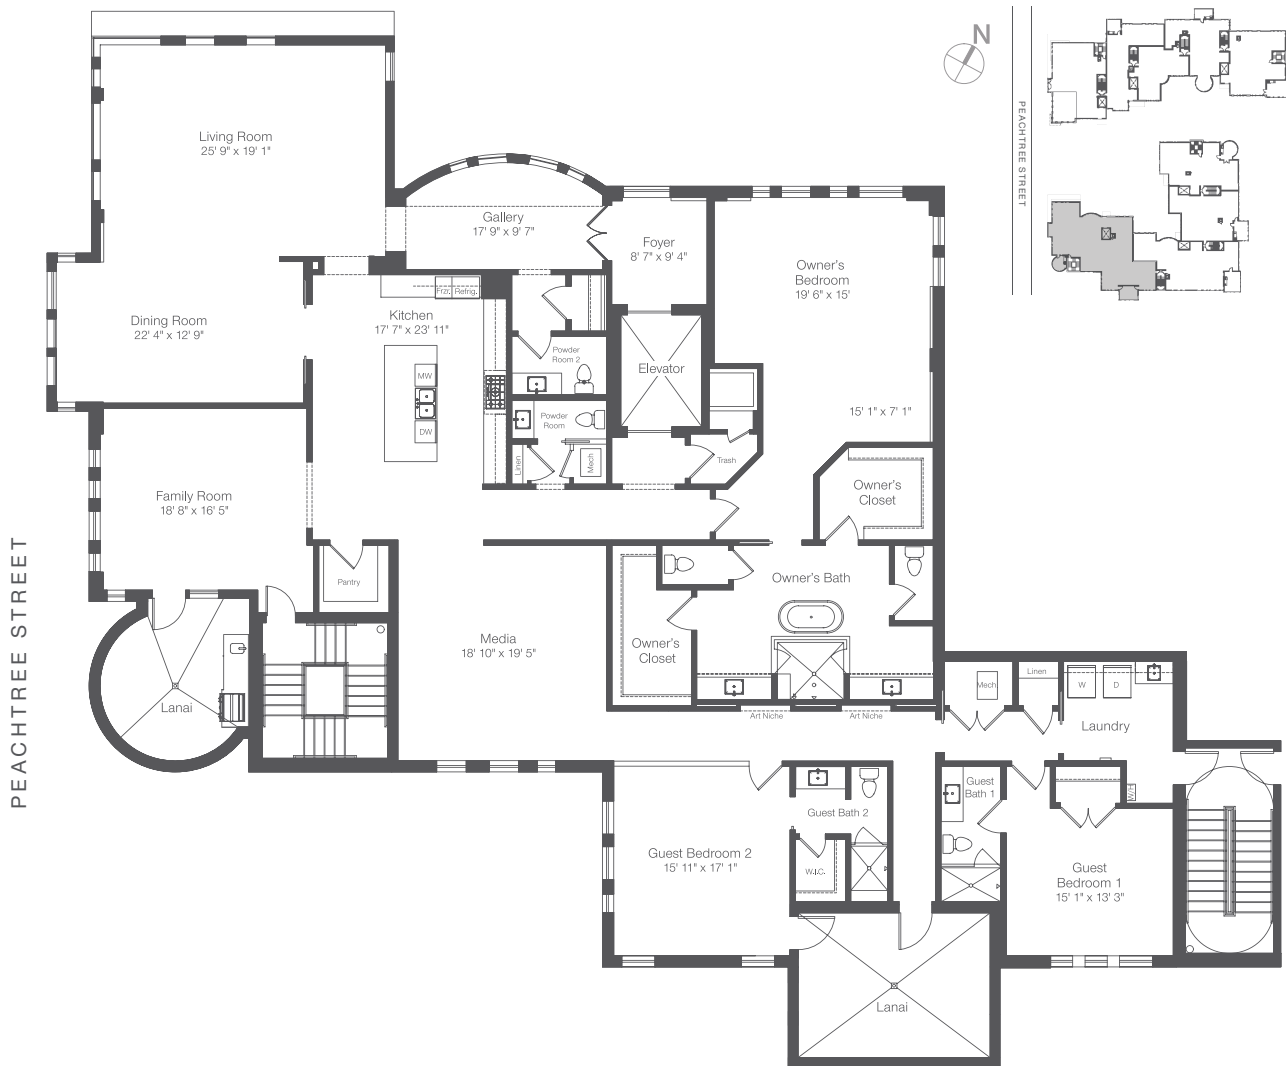 N
PEACHTREE STREET
Living Room
25' 9" x 19' 1"
Gallery
17' 9" x 9' 7"
Foyer
8' 7" x 9' 4"
Owner's
Bedroom
19' 6" x 15'
Frzr. Refrig.
Kitchen
17' 7" x 23' 11"
Dining Room
22' 4" x 12' 9"
Powder
Room 2
Elevator
MW
15' 1" x 7' 1"
Powder
Room
DW
Linen
Mech
Trash
Family Room
18' 8" x 16' 5"
Owner's
Closet
PEACHTREE STREET
Pantry
Owner's Bath
Media
18' 10" x 19' 5"
Owner's
Closet
Lanai
Mech
Linen
W
D
Art Niche
Art Niche
Laundry
W/H
Guest
Bath 1
Guest Bath 2
Guest Bedroom 2
15' 11" x 17' 1"
W.I.C.
Guest
Bedroom 1
15' 1" x 13' 3"
Lanai